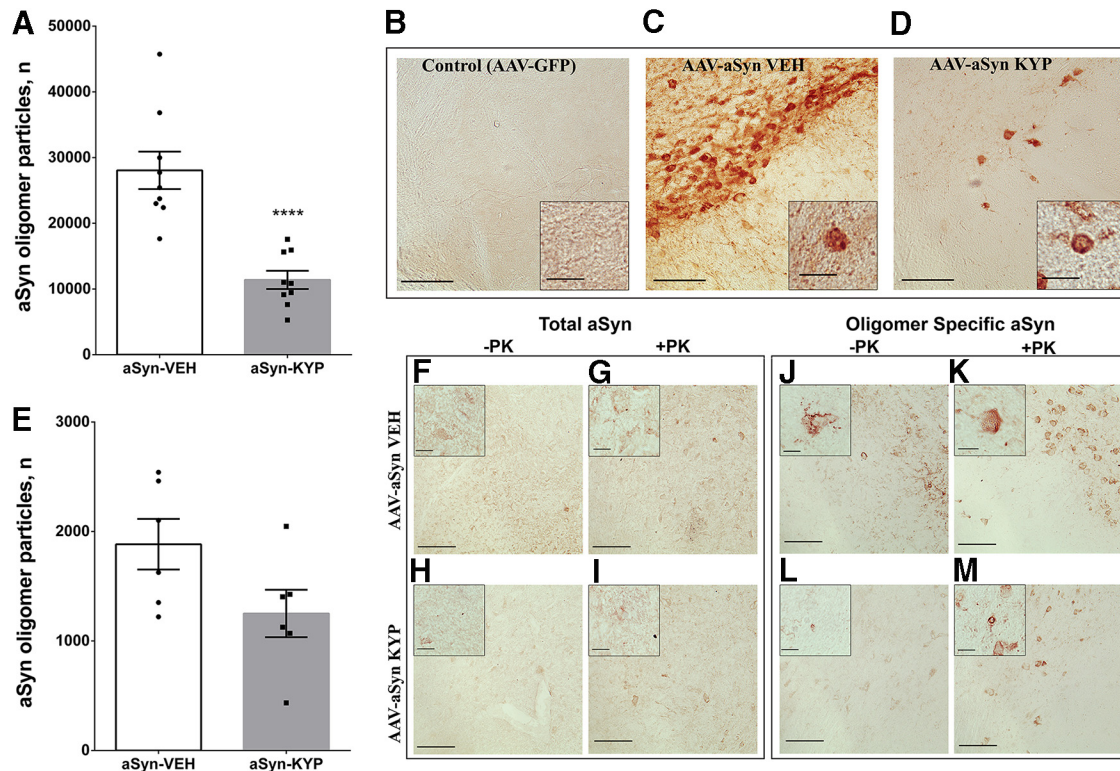 A
aSyn oligomer particles, n
50000
40000
30000
20000
10000
0
****
aSyn-VEH
aSyn-KYP
B
C
D
Control (AAV-GFP)
AAV-aSyn VEH
AAV-aSyn KYP
E
aSyn oligomer particles, n
3000
2000
1000
0
aSyn-VEH
aSyn-KYP
Total aSyn
-PK
+PK
Oligomer Specific aSyn
-PK
+PK
AAV-aSyn VEH
F
G
J
K
AAV-aSyn KYP
H
I
L
M